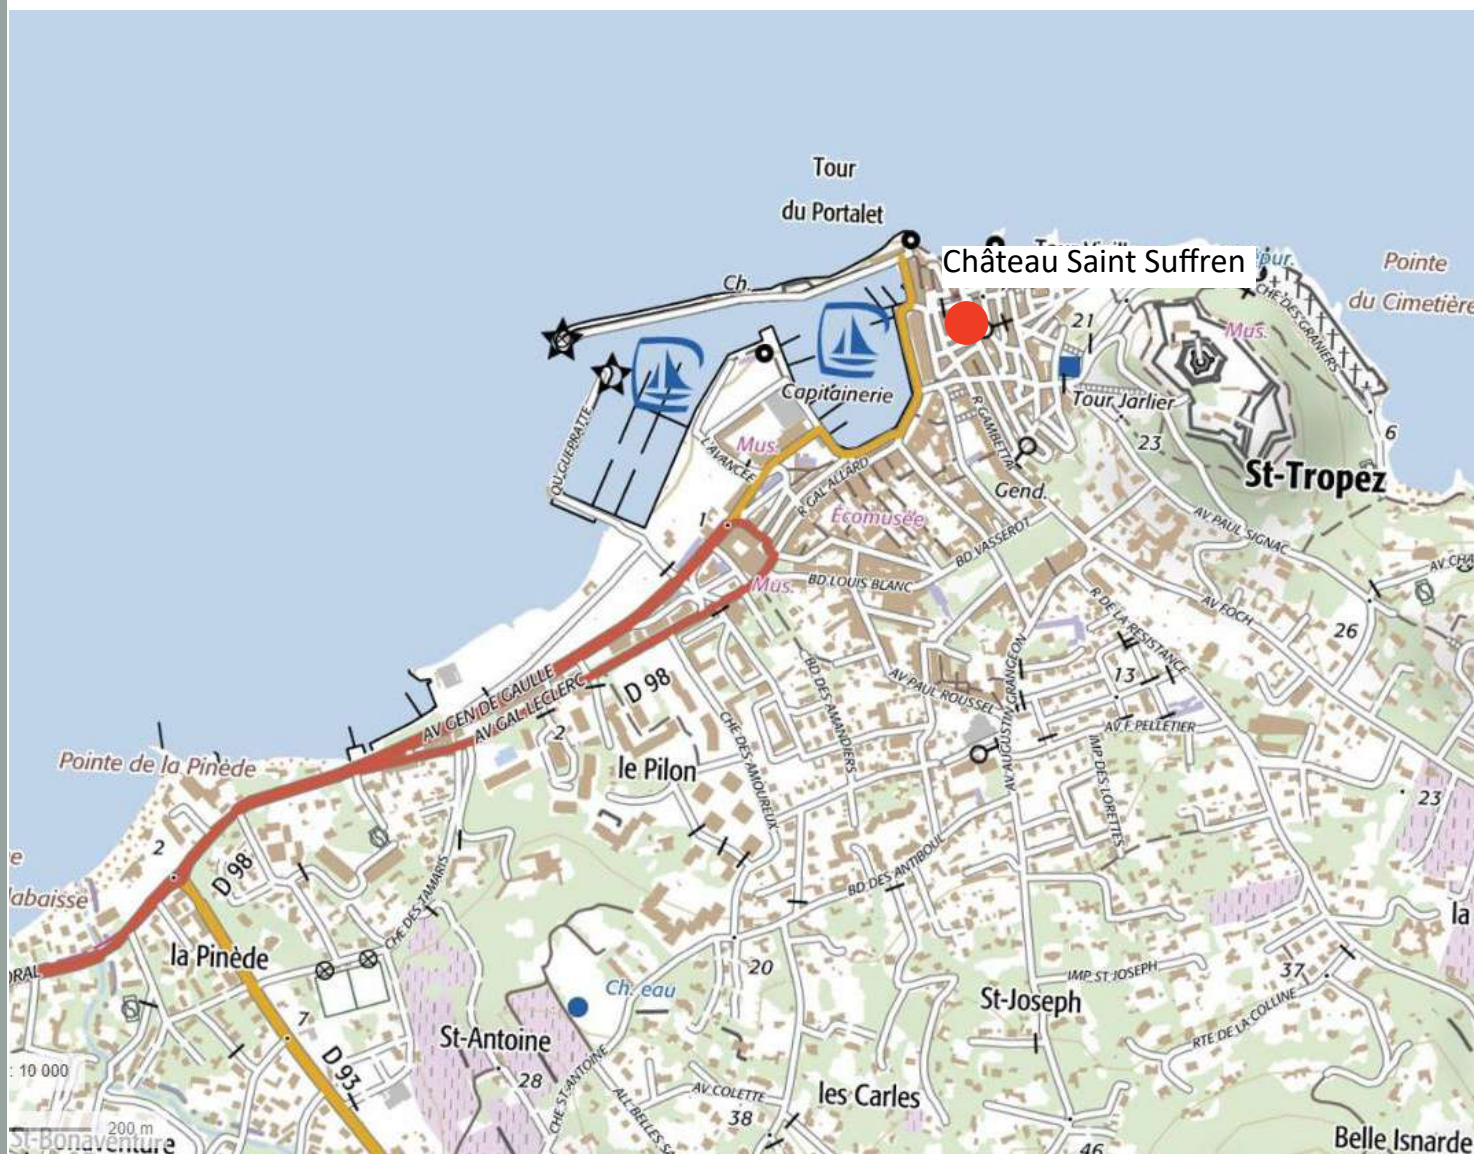 Tour
du Portalet
Château Saint Suffren
Pointe
du Cimetière
Ch.
épur.
CHE DES GRANIERS
Mus.
21
Capitainerie
Tour Jarlier
R GAMBETTA
23
6
QU GUEPRATTE
L'AVANCÉE
Mus.
R GAL ALLARD
Gend.
St-Tropez
1
Écomusée
AV PAUL SIGNAC
BD VASSEROT
Mus.
BD LOUIS BLANC
AV CHA
R DE LA RESISTANCE
AV FOCH
26
AV GEN DE GAULLE
AV GAL LECLERC
D 98
BD DES AMANDIERS
AV PAUL ROUSSEL
AV AUGUSTIN GRANGEON
13
2
CHE DES AMOUREUX
AV F PELLETIER
Pointe de la Pinède
le Pilon
IMP DES LORETTES
23
2
D 98
CHE DES TAMARIS
BD DES ANTIBOUL
la Pinède
20
IMP ST JOSEPH
37
la
Ch. eau
St-Joseph
RTE DE LA COLLINE
7
St-Antoine
: 10 000
D 93
28
CHE ST-ANTOINE
AV COLETTE
les Carles
38
200 m
St-Bonaventure
46
Belle Isnarde